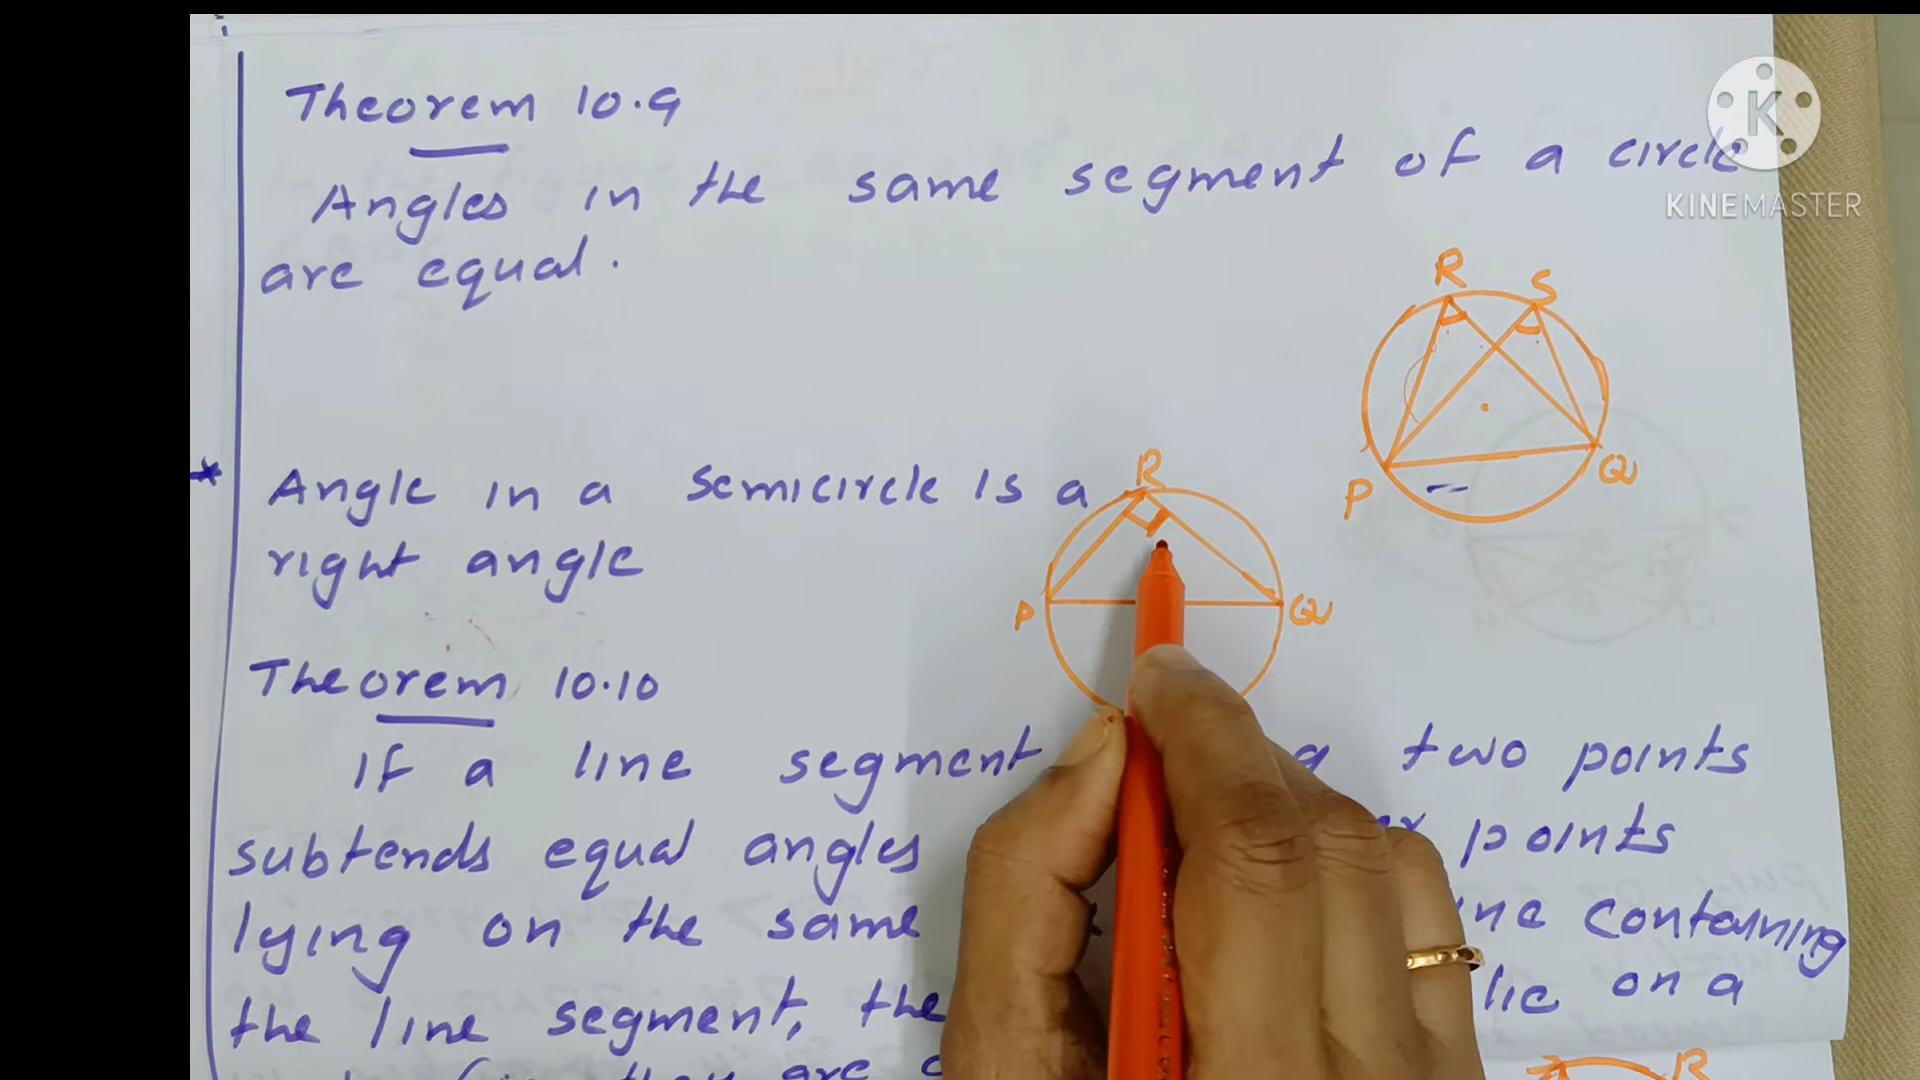 Theorem 10.9
Angles in the same segment of a circle
are equal.
K
KINEMASTER
R S
P Q
* Angle in a semicircle is a
right angle
R
P Q
Theorem 10.10
If a line segment two points
subtends equal angles points
lying on the same containing
the line segment, the lie on a
they are
R